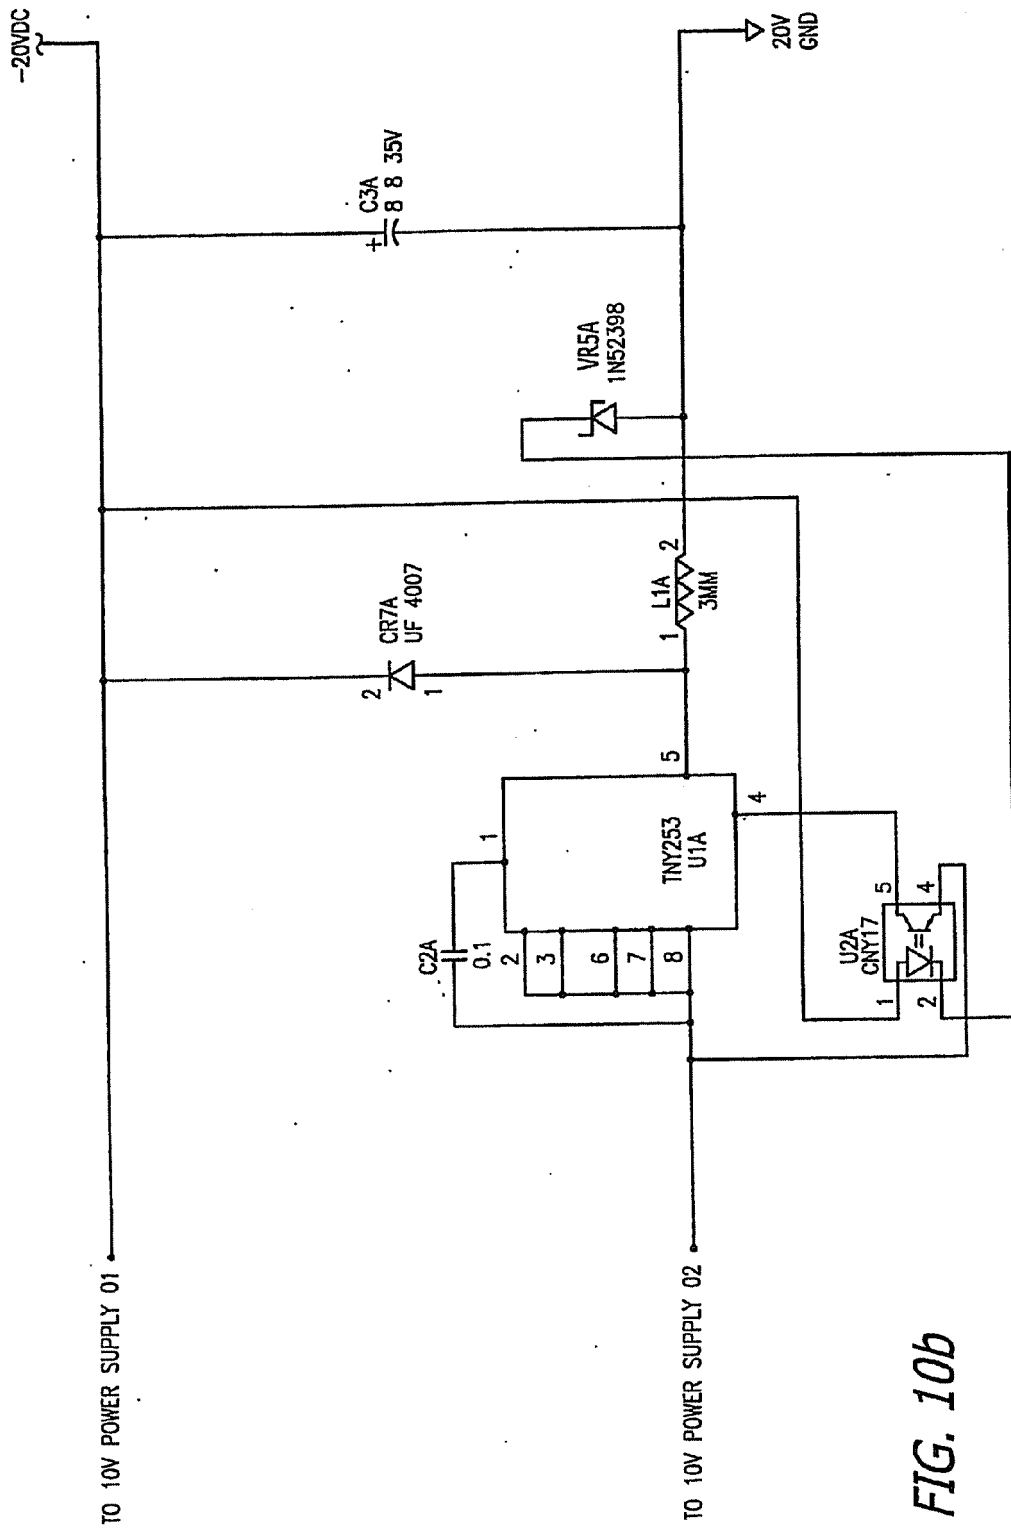 -20VDC
C3A
8 8 35V
+
20V
GND
VR5A
1N52398
CR7A
UF 4007
2
1
1
L1A
2
3MM
C2A
0.1
1
5
TNY253
U1A
4
2
3
6
7
8
U2A
CNY17
1
2
5
4
TO 10V POWER SUPPLY 01
TO 10V POWER SUPPLY 02
FIG. 10b